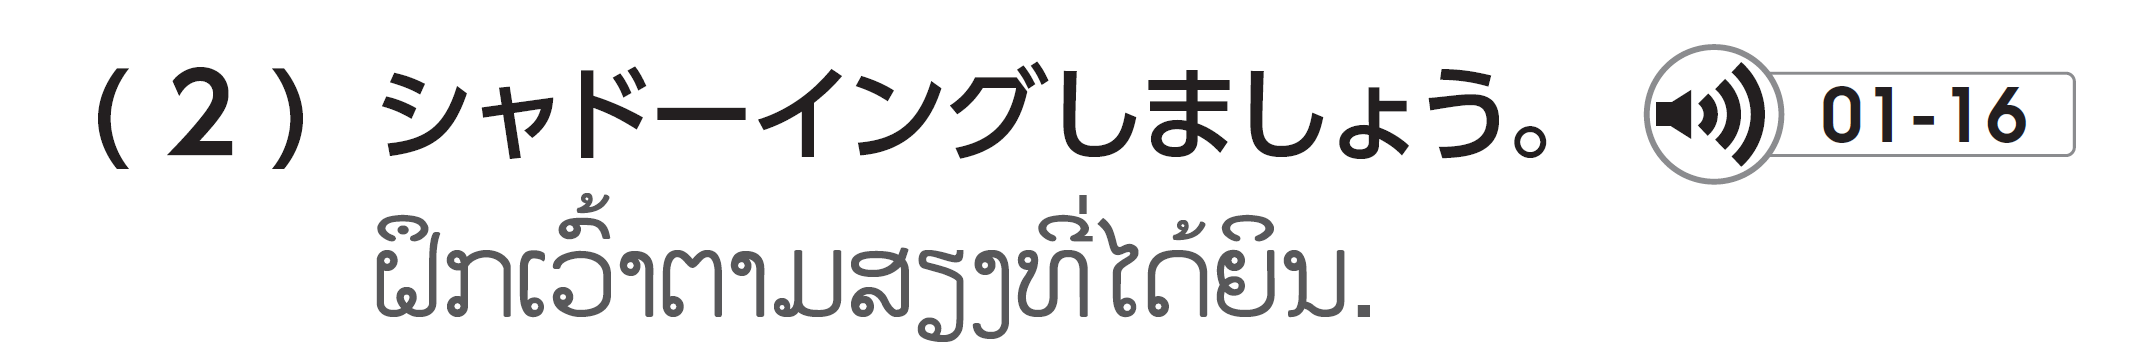 (2) シャドーイングしましょう。 01-16
ຝຶກເວົ້າຕາມສຽງທີ່ໄດ້ຍິນ.